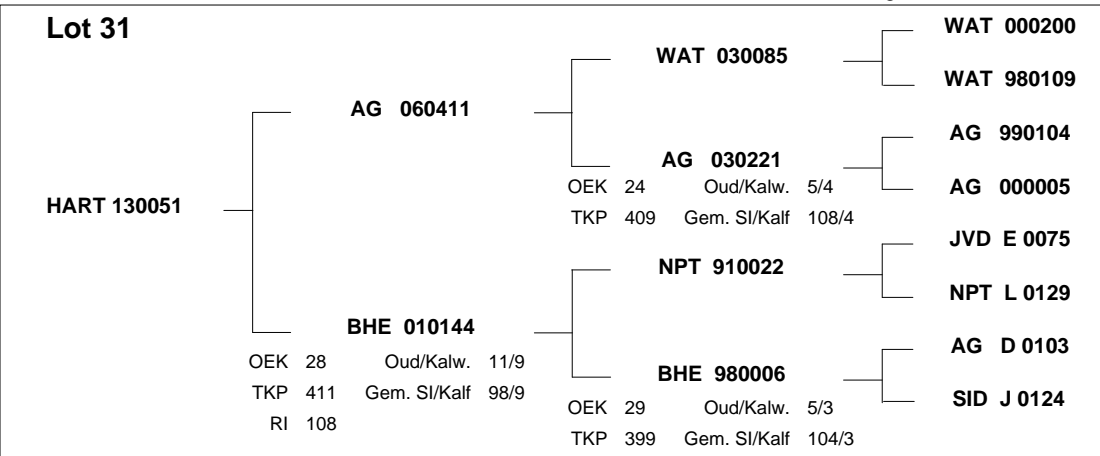 Lot 31
WAT 000200
WAT 030085
WAT 980109
AG 060411
AG 990104
AG 030221
OEK 24 Oud/Kalw. 5/4
AG 000005
TKP 409 Gem. SI/Kalf 108/4
HART 130051
JVD E 0075
NPT 910022
NPT L 0129
BHE 010144
OEK 28 Oud/Kalw. 11/9
AG D 0103
TKP 411 Gem. SI/Kalf 98/9
BHE 980006
SID J 0124
RI 108
OEK 29 Oud/Kalw. 5/3
TKP 399 Gem. SI/Kalf 104/3